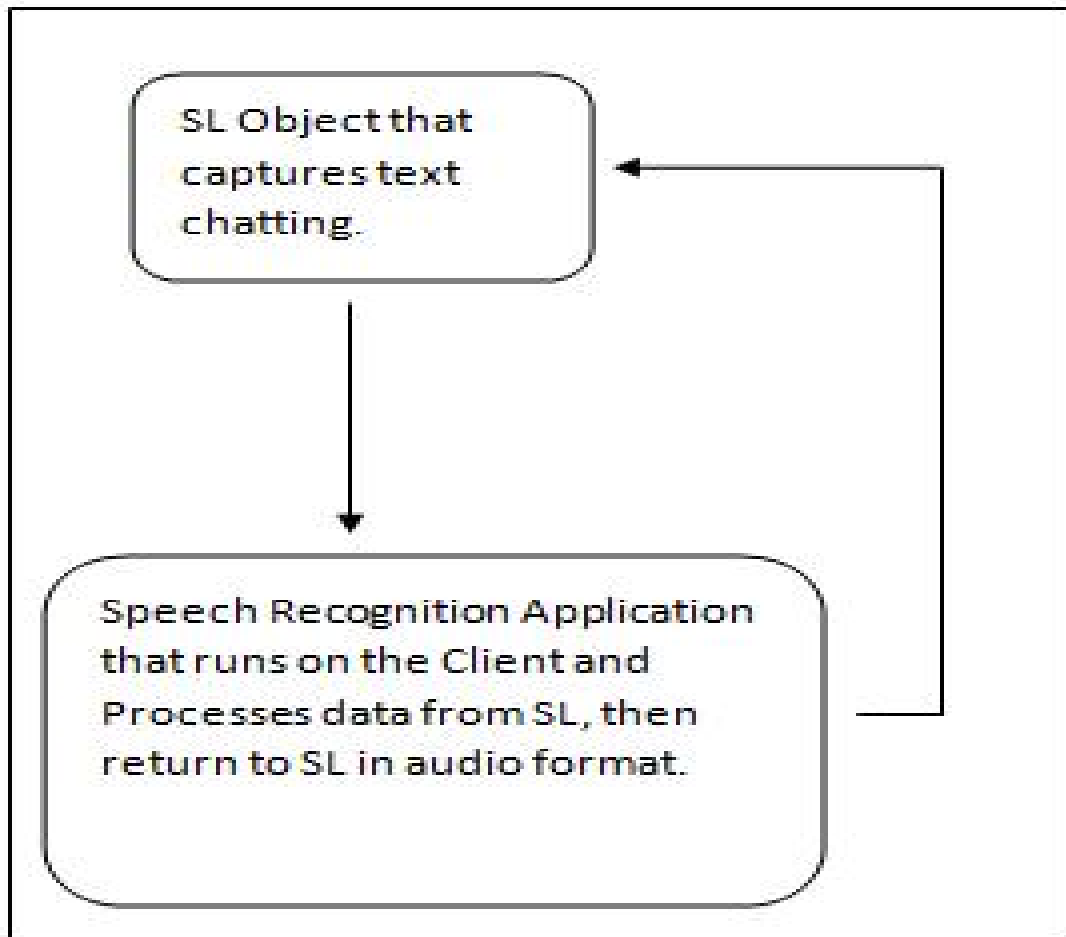 SL Object that
captures text
chatting.
Speech Recognition Application
that runs on the Client and
Processes data from SL, then
return to SL in audio format.